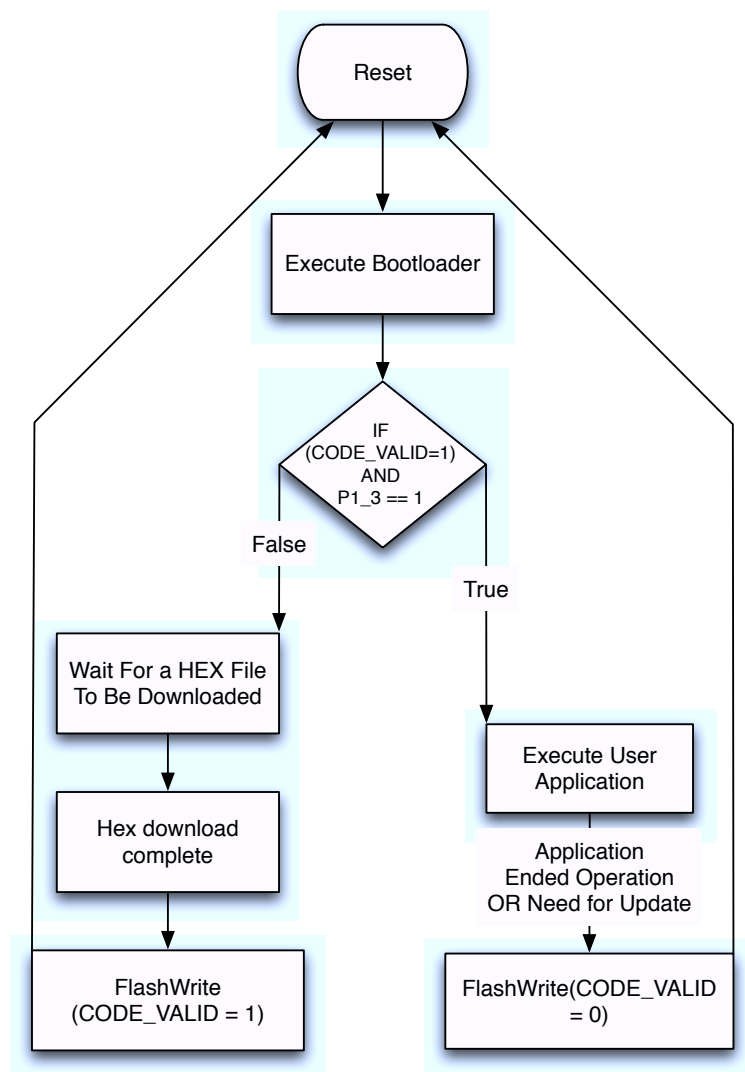 Reset
Execute Bootloader
IF
(CODE_VALID=1)
AND
P1_3 == 1
False
True
Wait For a HEX File
To Be Downloaded
Execute User
Application
Hex download
complete
Application
Ended Operation
OR Need for Update
FlashWrite
(CODE_VALID = 1)
FlashWrite(CODE_VALID
= 0)